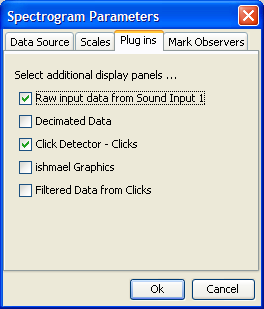 Spectrogram Parameters
Data Source Scales Plug ins Mark Observers
Select additional display panels ...
Raw input data from Sound Input 1
Decimated Data
Click Detector - Clicks
ishmael Graphics
Filtered Data from Clicks
Ok Cancel